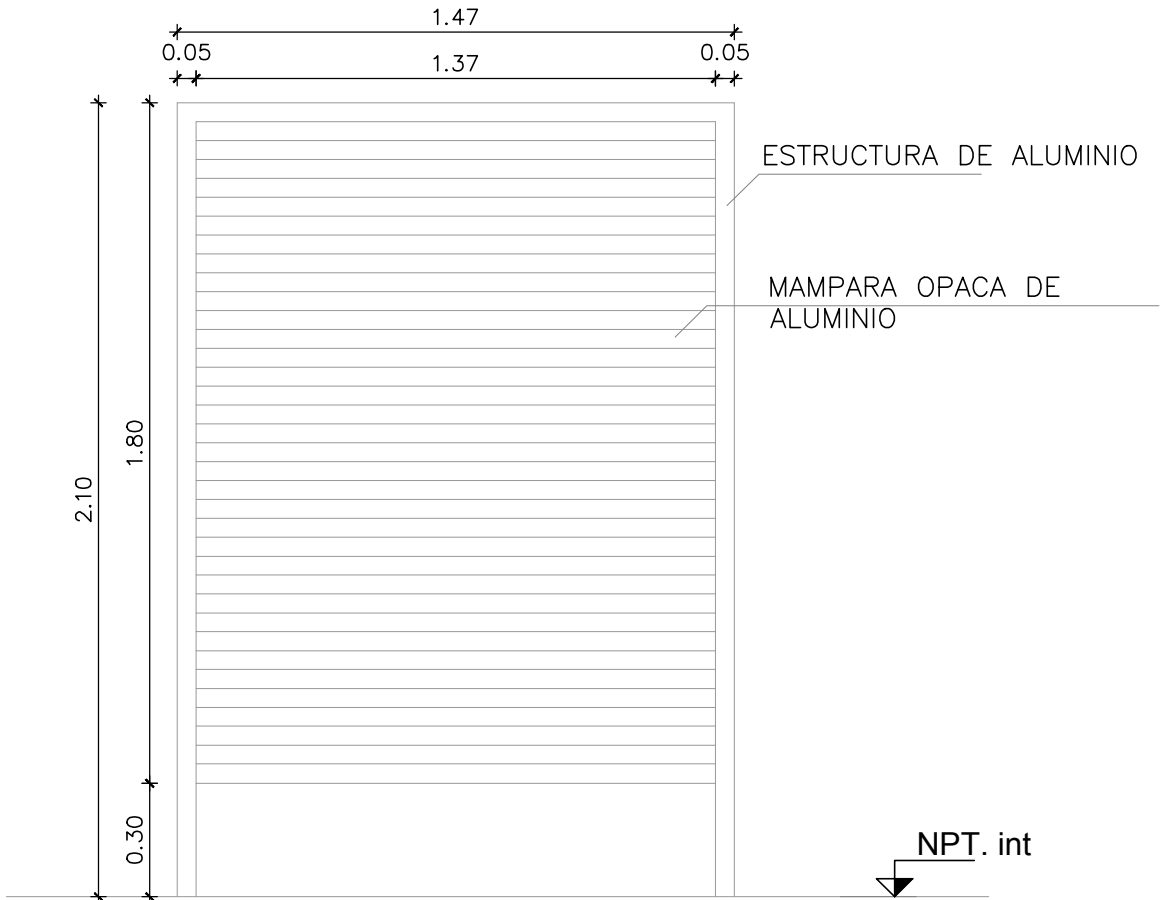 1.47
0.05
0.05
1.37
ESTRUCTURA DE ALUMINIO
MAMPARA OPACA DE
ALUMINIO
1.80
2.10
0.30
NPT. int